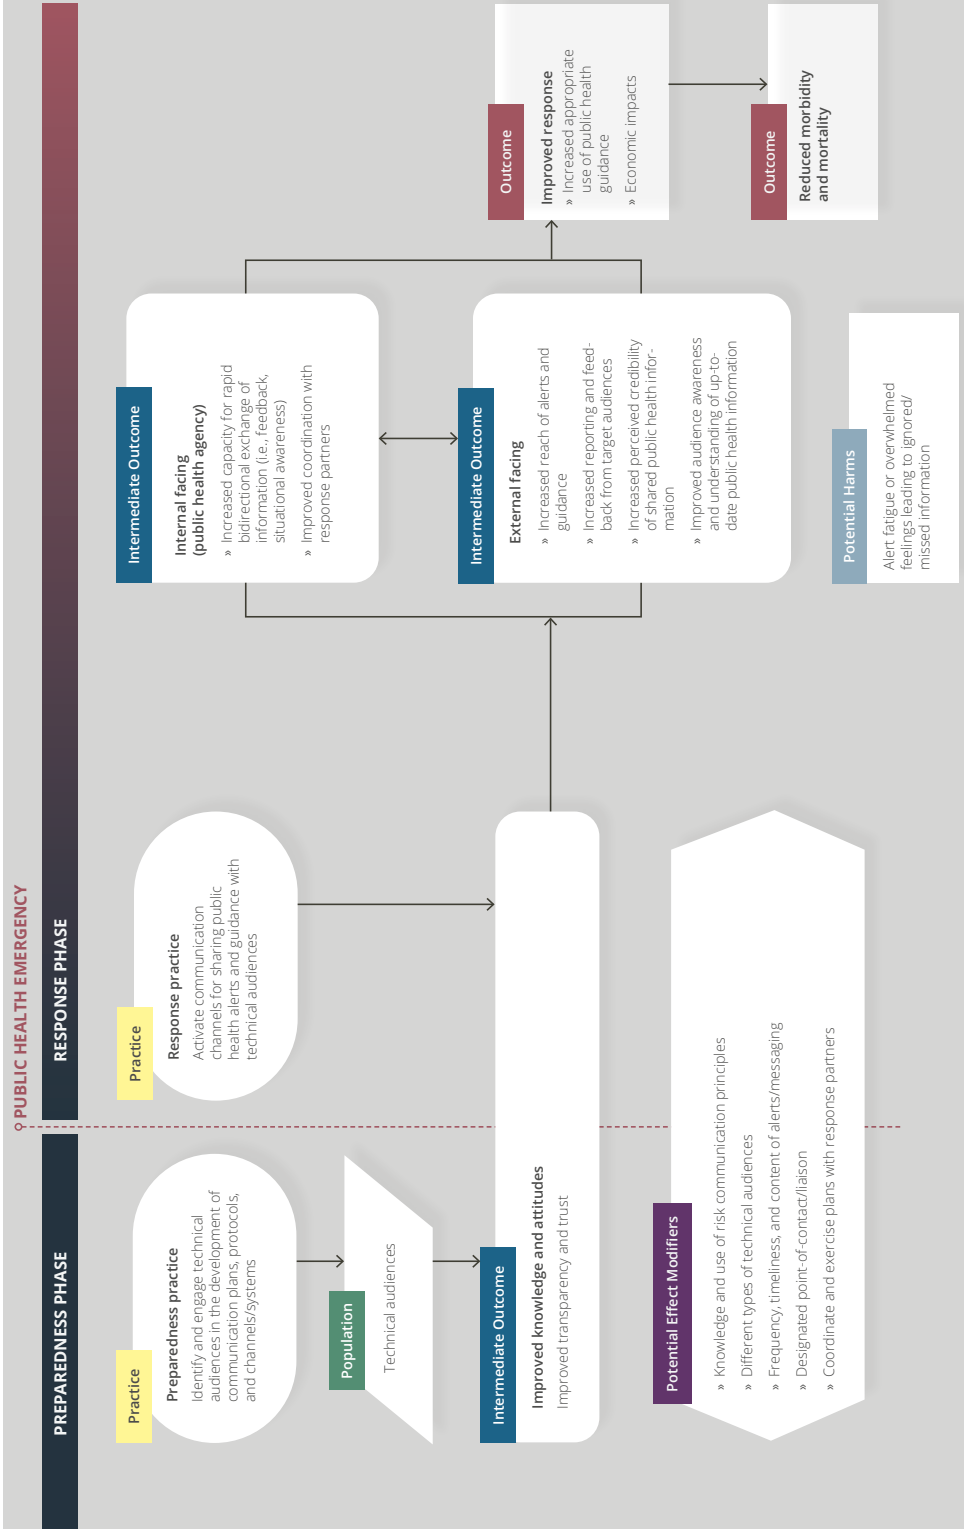 PUBLIC HEALTH EMERGENCY
PREPAREDNESS PHASE
RESPONSE PHASE
Practice
Preparedness practice
Identify and engage technical
audiences in the development of
communication plans, protocols,
and channels/systems
Population
Technical audiences
Practice
Response practice
Activate communication
channels for sharing public
health alerts and guidance with
technical audiences
Intermediate Outcome
Improved knowledge and attitudes
Improved transparency and trust
Potential Effect Modifiers
» Knowledge and use of risk communication principles
» Different types of technical audiences
» Frequency, timeliness, and content of alerts/messaging
» Designated point-of-contact/liaison
» Coordinate and exercise plans with response partners
Intermediate Outcome
Internal facing
(public health agency)
» Increased capacity for rapid
bidirectional exchange of
information (i.e., feedback,
situational awareness)
» Improved coordination with
response partners
Intermediate Outcome
External facing
» Increased reach of alerts and
guidance
» Increased reporting and feed-
back from target audiences
» Increased perceived credibility
of shared public health infor-
mation
» Improved audience awareness
and understanding of up-to-
date public health information
Potential Harms
Alert fatigue or overwhelmed
feelings leading to ignored/
missed information
Outcome
Improved response
» Increased appropriate
use of public health
guidance
» Economic impacts
Outcome
Reduced morbidity
and mortality